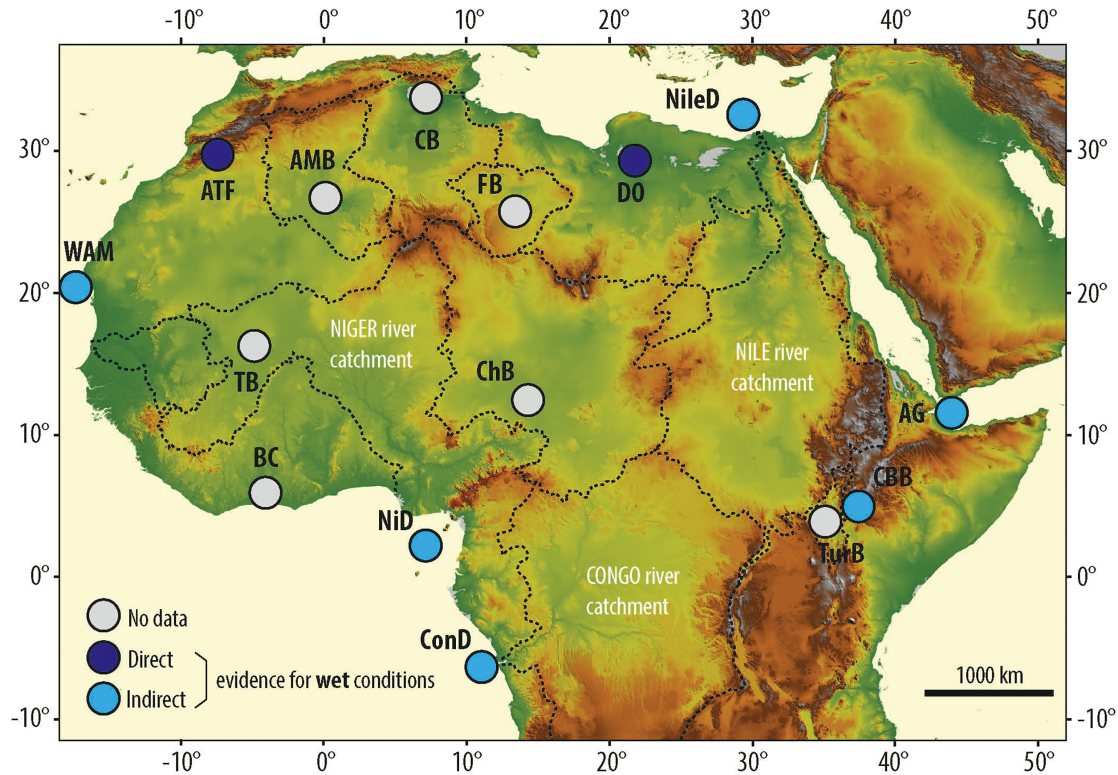 -10° 0° 10° 20° 30° 40° 50°
NileD
30° 30°
CB
AMB
ATF
FB
DO
WAM
20° 20°
NIGER river
catchment
NILE river
catchment
TB
ChB
AG
10° 10°
BC
CBB
NiD
TurB
0° 0°
CONGO river
catchment
No data
ConD
Direct
Indirect
evidence for wet conditions
1000 km
-10° -10°
-10° 0° 10° 20° 30° 40° 50°